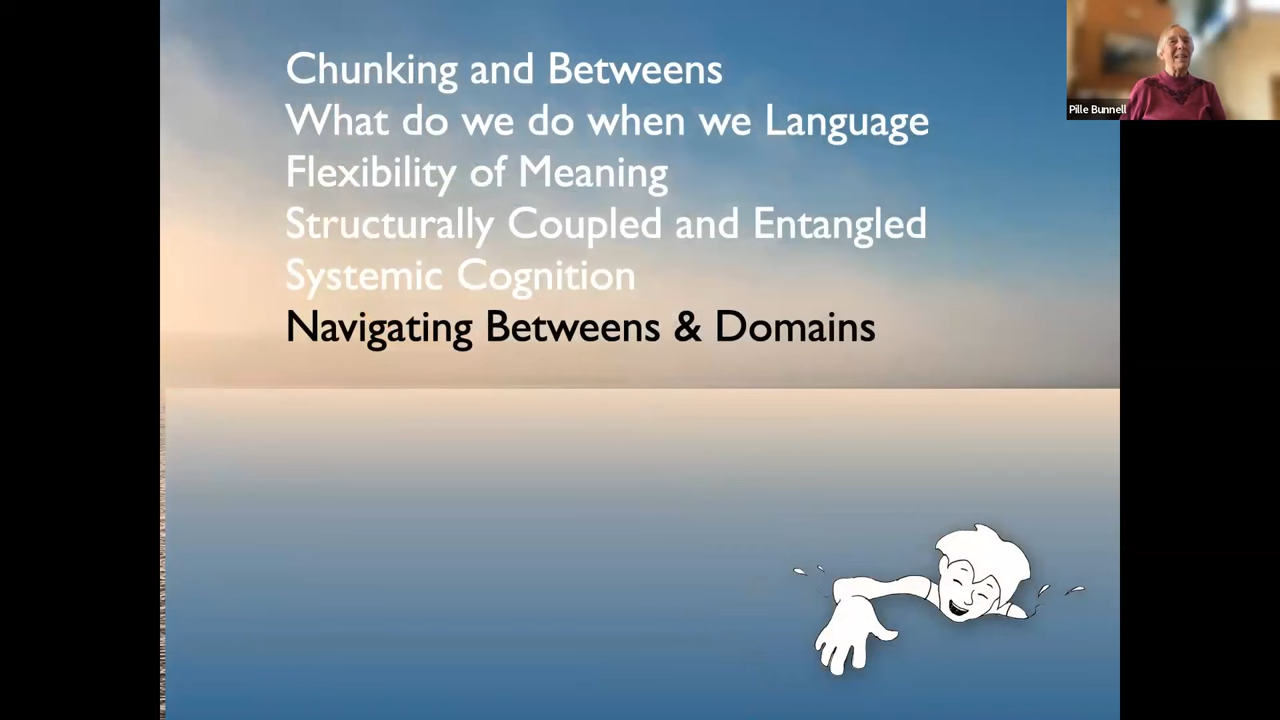 Chunking and Betweens
What do we do when we Language
Flexibility of Meaning
Structurally Coupled and Entangled
Systemic Cognition
Navigating Betweens & Domains
Pille Bunnell